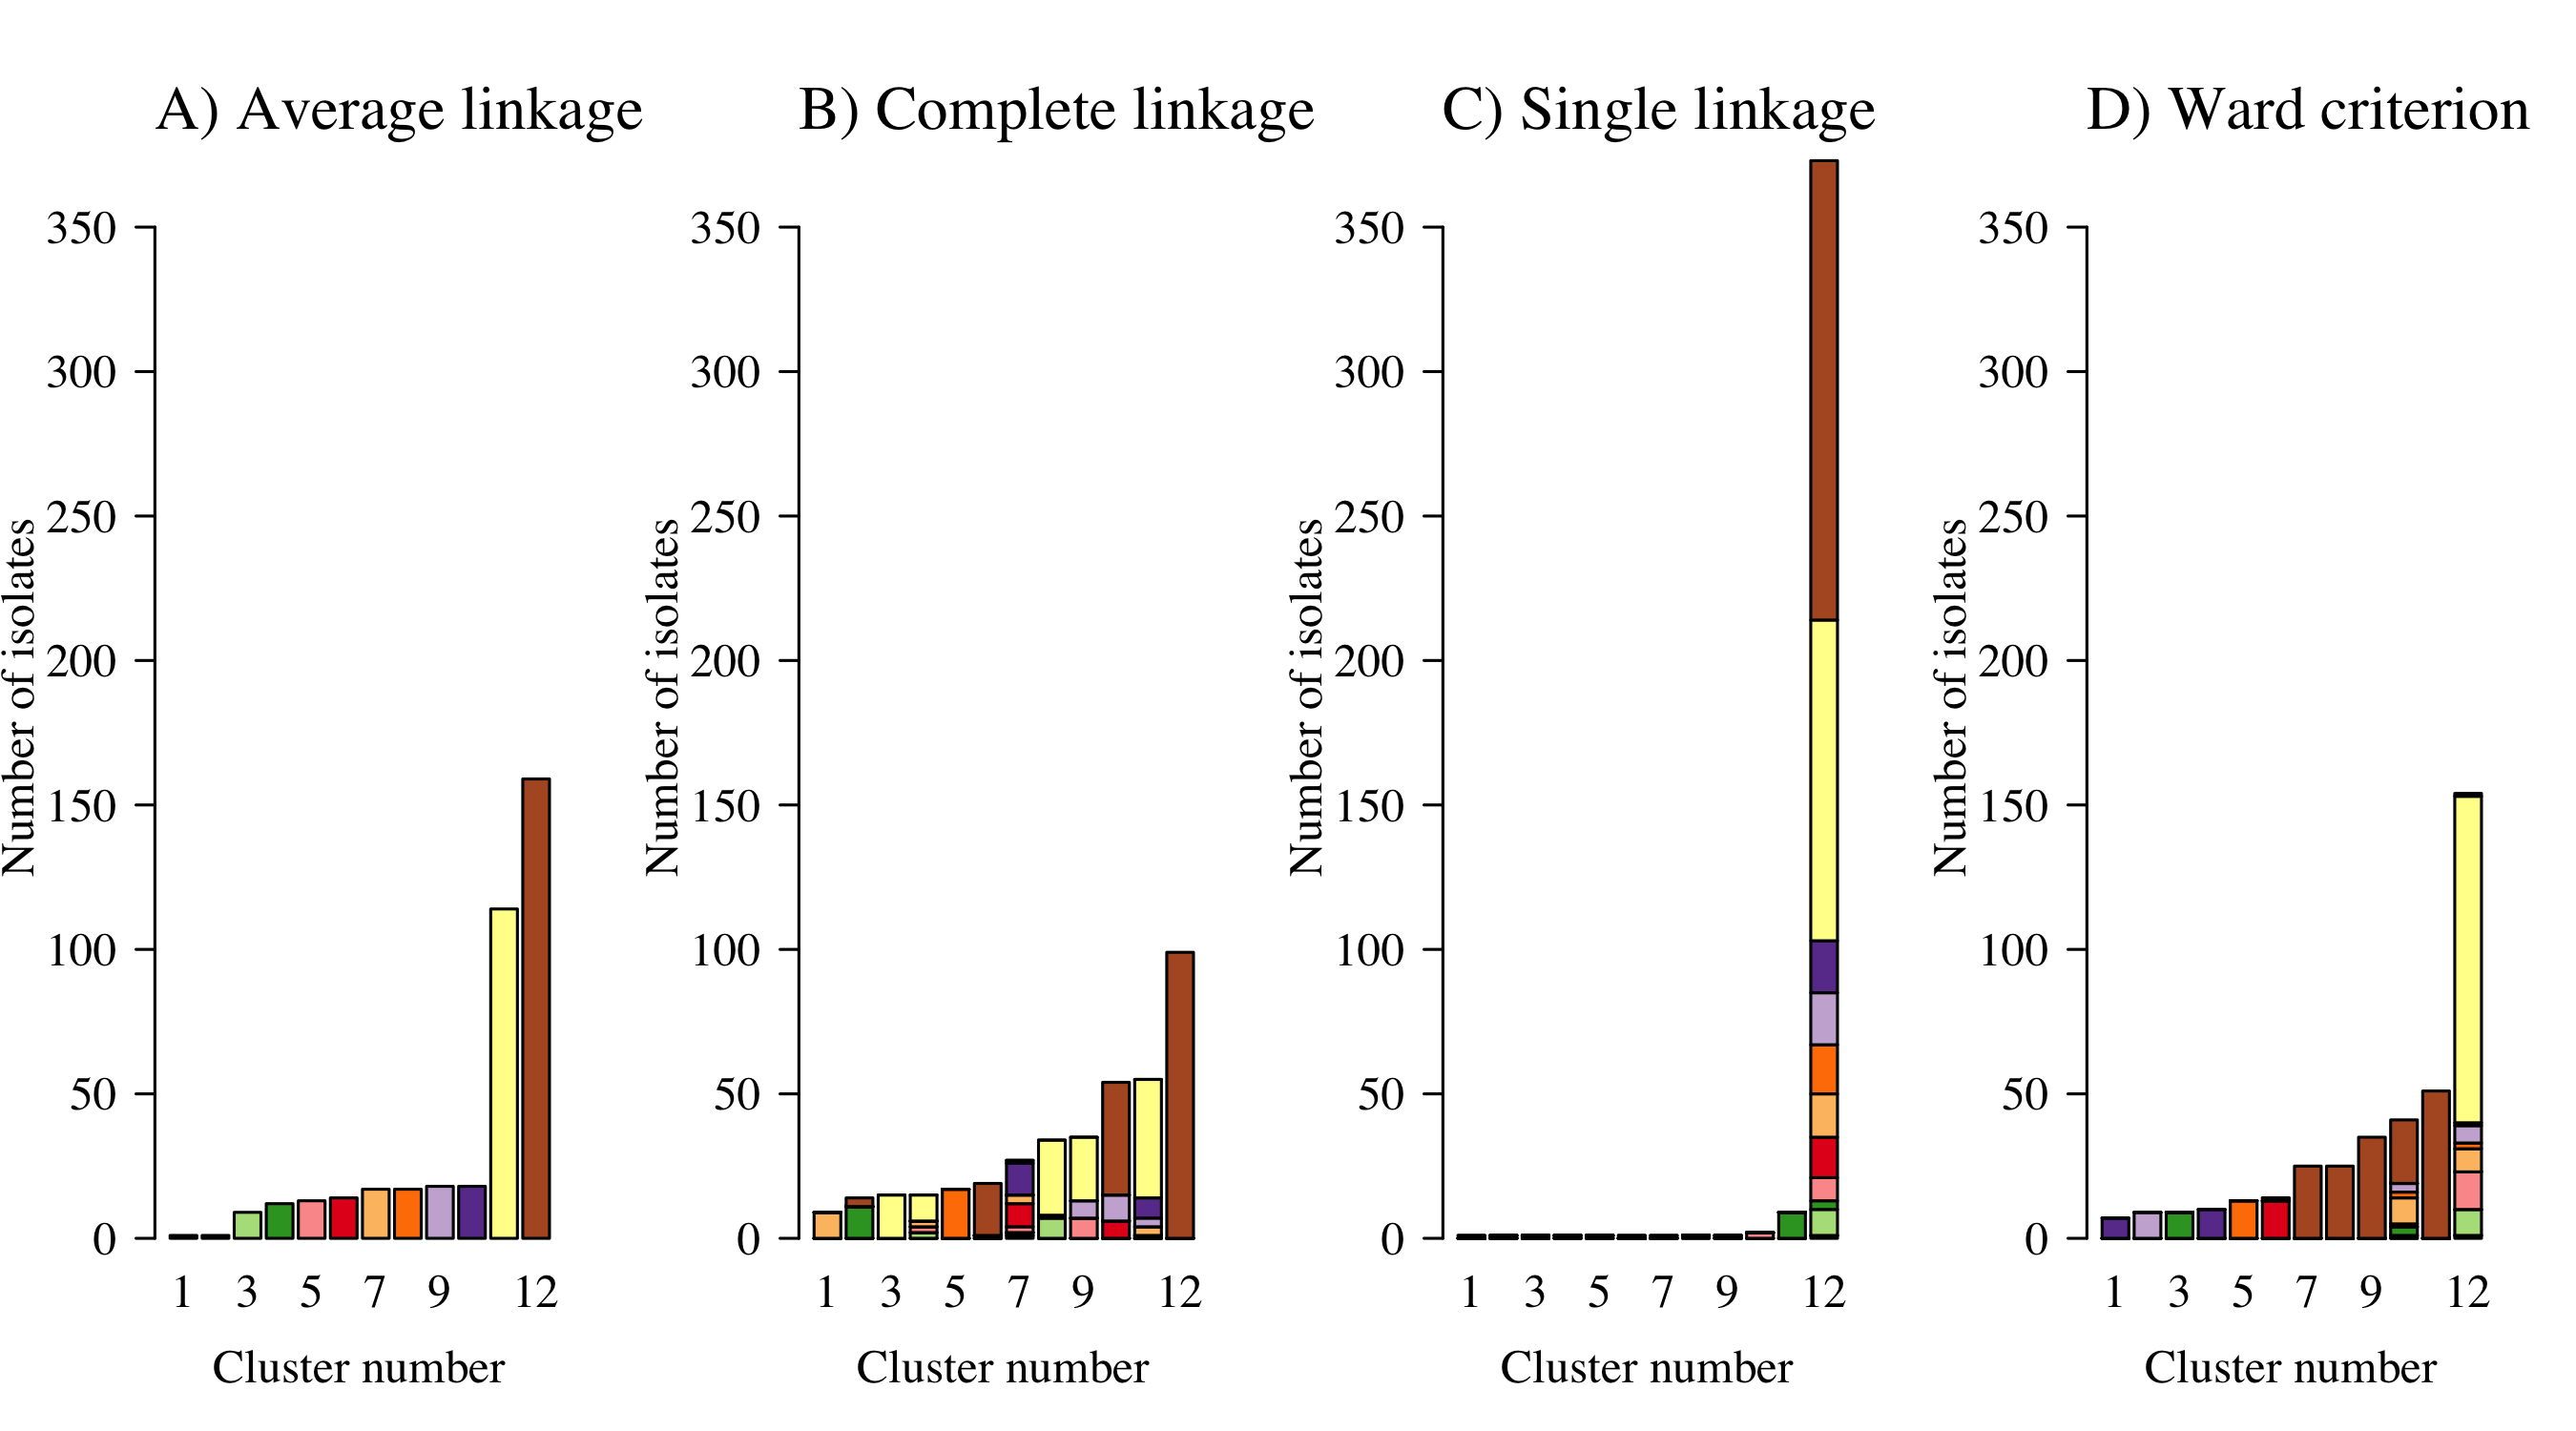 A) Average linkage
B) Complete linkage
C) Single linkage
D) Ward criterion
Number of isolates
350
300
250
200
150
100
50
0
1 3 5 7 9 12
Cluster number
Number of isolates
350
300
250
200
150
100
50
0
1 3 5 7 9 12
Cluster number
Number of isolates
350
300
250
200
150
100
50
0
1 3 5 7 9 12
Cluster number
Number of isolates
350
300
250
200
150
100
50
0
1 3 5 7 9 12
Cluster number